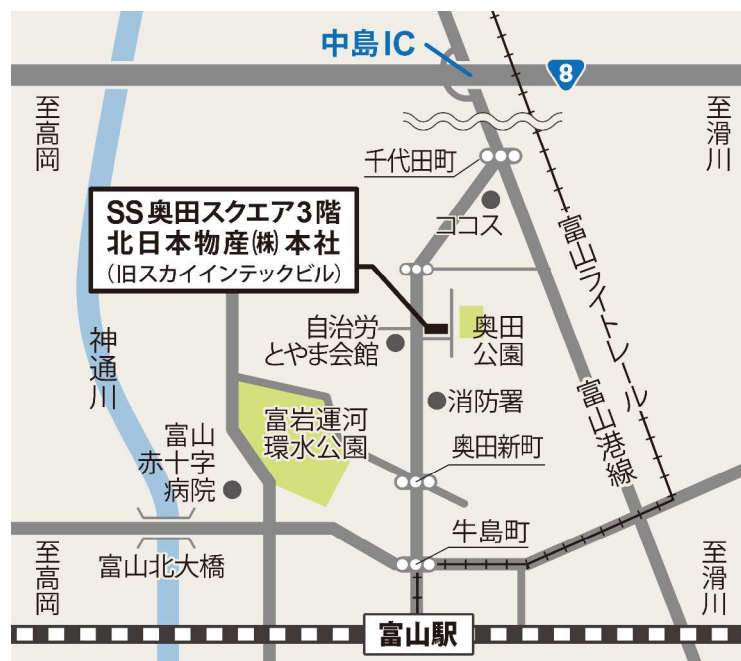 中島IC
8
至高岡
至滑川
千代田町
ココス
SS奥田スクエア3階
北日本物産㈱本社
(旧スカイインテックビル)
富山ライトレール
富山港線
神通川
自治労
とやま会館
奥田
公園
消防署
富岩運河
環水公園
奥田新町
富山
赤十字
病院
牛島町
富山北大橋
至高岡
至滑川
富山駅